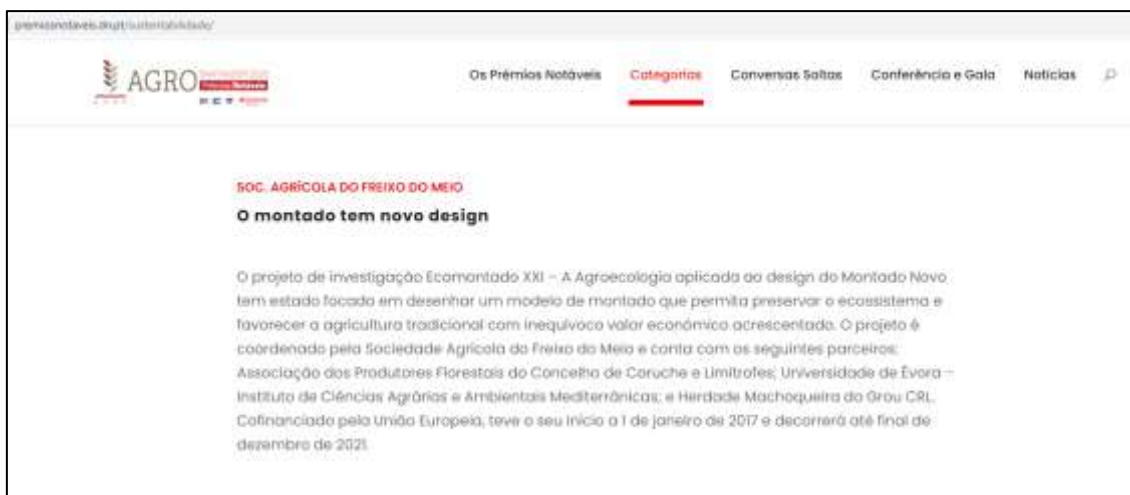 premiosnotaveis.dn.pt/sustentabilidade/
AGRO
Os Prémios Notáveis Categorias Conversas Soltas Conferência e Gala Notícias
SOC. AGRÍCOLA DO FREIXO DO MEIO
O montado tem novo design
O projeto de investigação Ecomontado XXI – A Agroecologia aplicada ao design do Montado Novo
tem estado focado em desenhar um modelo de montado que permita preservar o ecossistema e
favorecer a agricultura tradicional com inequívoco valor económico acrescentado. O projeto é
coordenado pela Sociedade Agrícola do Freixo do Meio e conta com os seguintes parceiros:
Associação dos Produtores Florestais do Concelho de Coruche e Limítrofes; Universidade de Évora –
Instituto de Ciências Agrárias e Ambientais Mediterrânicas; e Herdade Machoqueira do Grou CRL.
Cofinanciado pela União Europeia, teve o seu início a 1 de janeiro de 2017 e decorrerá até final de
dezembro de 2021.